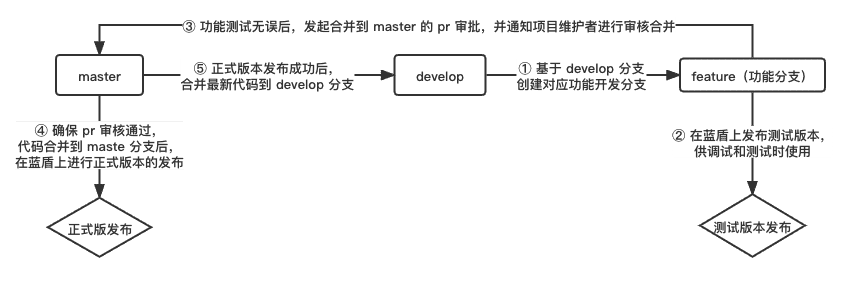 ③ 功能测试无误后，发起合并到 master 的 pr 审批，并通知项目维护者进行审核合并
master
⑤ 正式版本发布成功后，
合并最新代码到 develop 分支
develop
① 基于 develop 分支
创建对应功能开发分支
feature（功能分支）
④ 确保 pr 审核通过，
代码合并到 maste 分支后，
在蓝盾上进行正式版本的发布
② 在蓝盾上发布测试版本，
供调试和测试时使用
正式版发布
测试版本发布